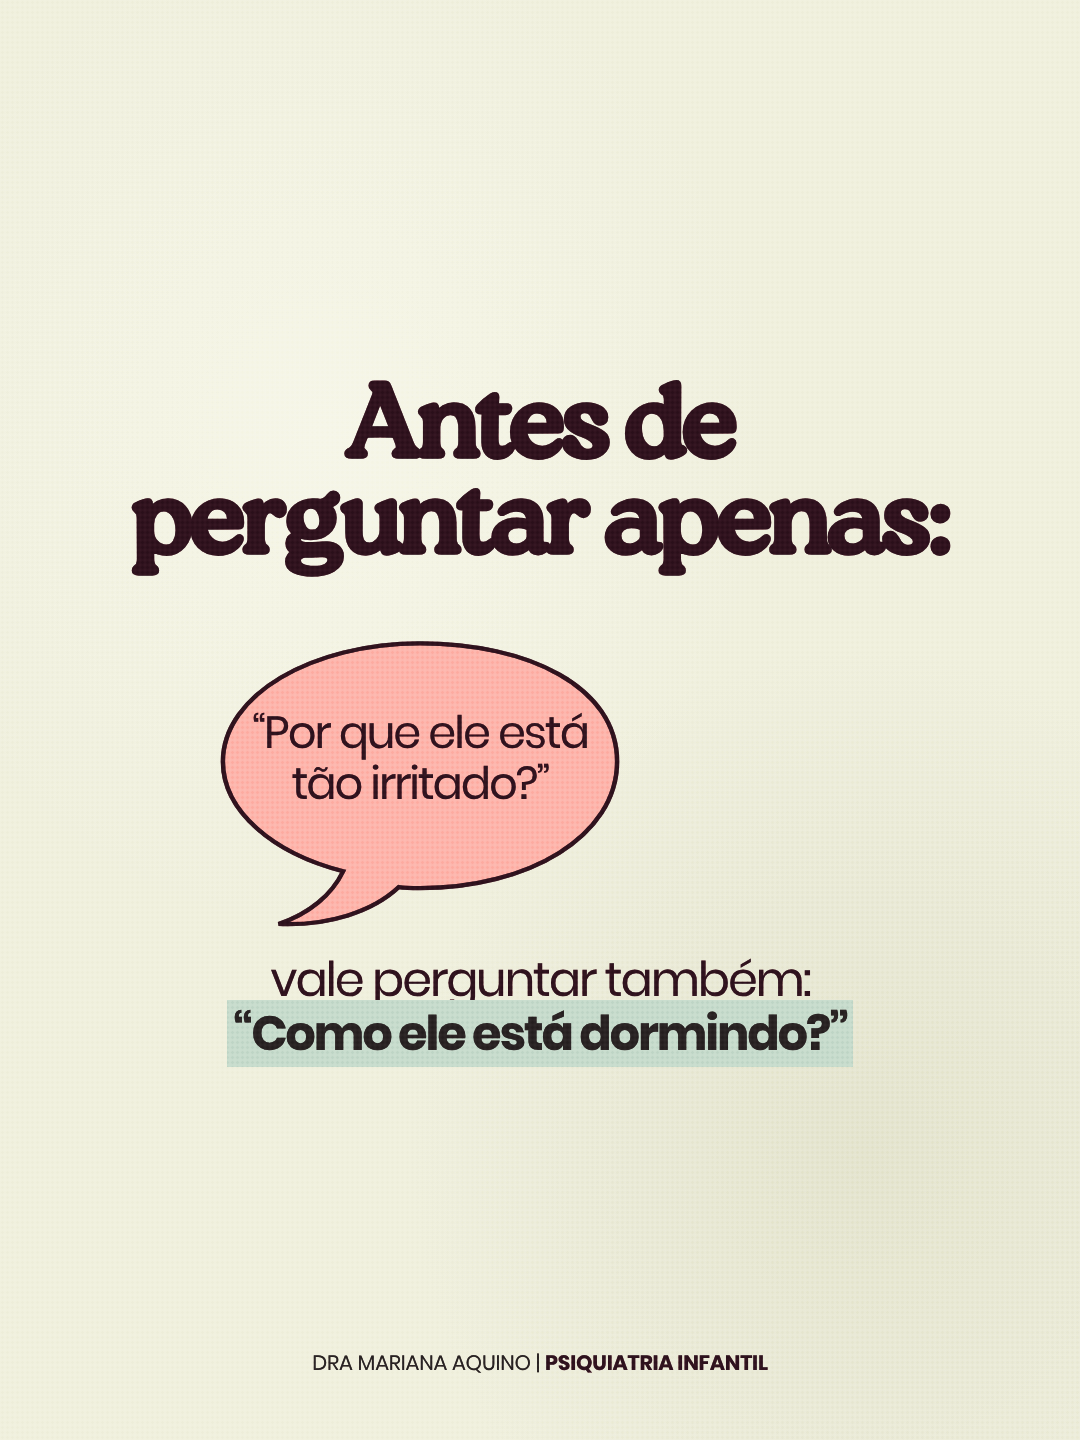 Antes de
perguntar apenas:
“Por que ele está
tão irritado?”
vale perguntar também:
“Como ele está dormindo?”
DRA MARIANA AQUINO | PSIQUIATRIA INFANTIL